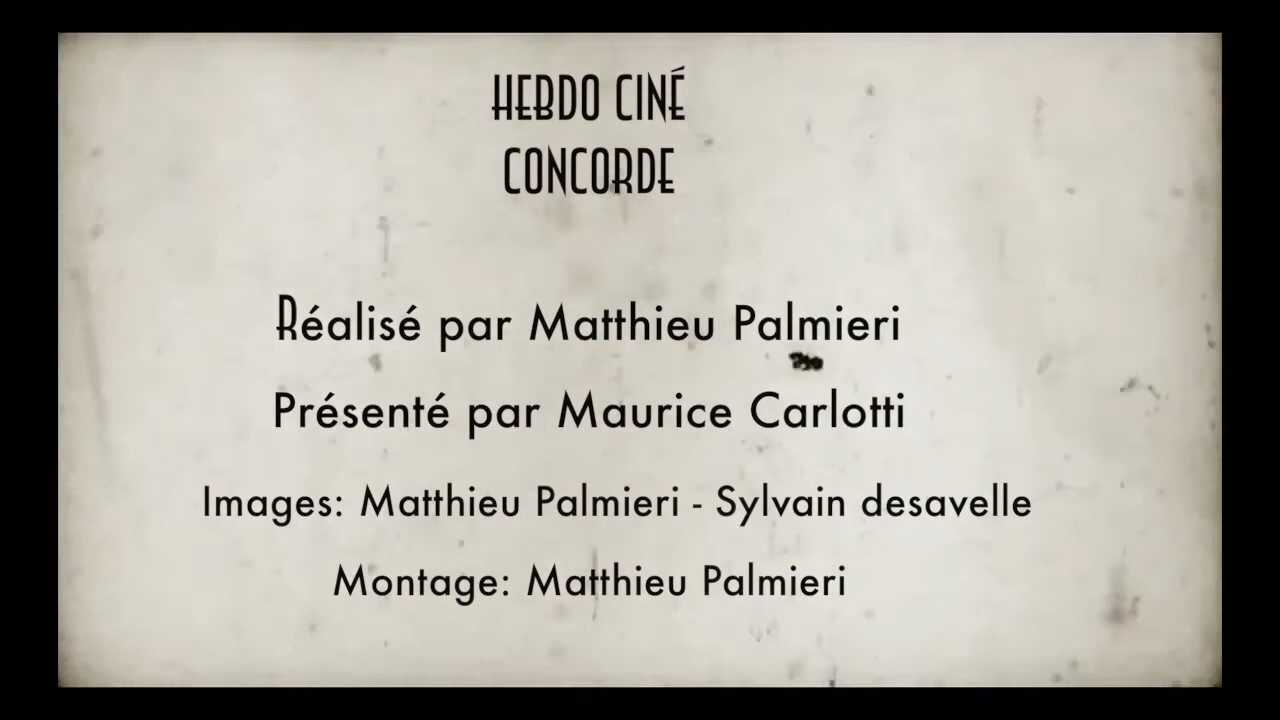 HEBDO CINÉ
CONCORDE
Réalisé par Matthieu Palmieri
Présenté par Maurice Carlotti
Images: Matthieu Palmieri - Sylvain desavelle
Montage: Matthieu Palmieri